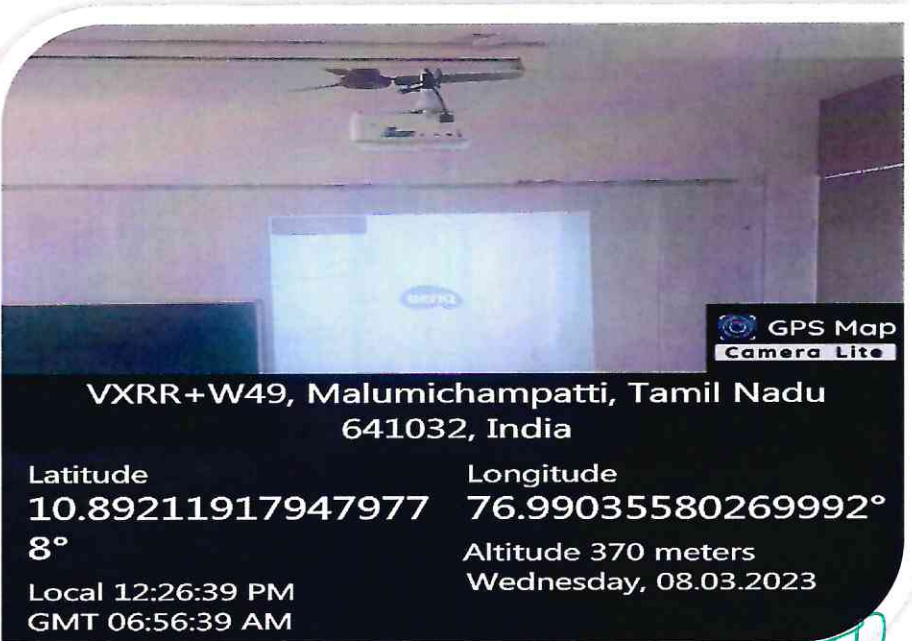 BenQ
GPS Map
Camera Lite
VXRR+W49, Malumichampatti, Tamil Nadu
641032, India
Latitude
10.89211917947977
8°
Longitude
76.99035580269992°
Altitude 370 meters
Local 12:26:39 PM
GMT 06:56:39 AM
Wednesday, 08.03.2023